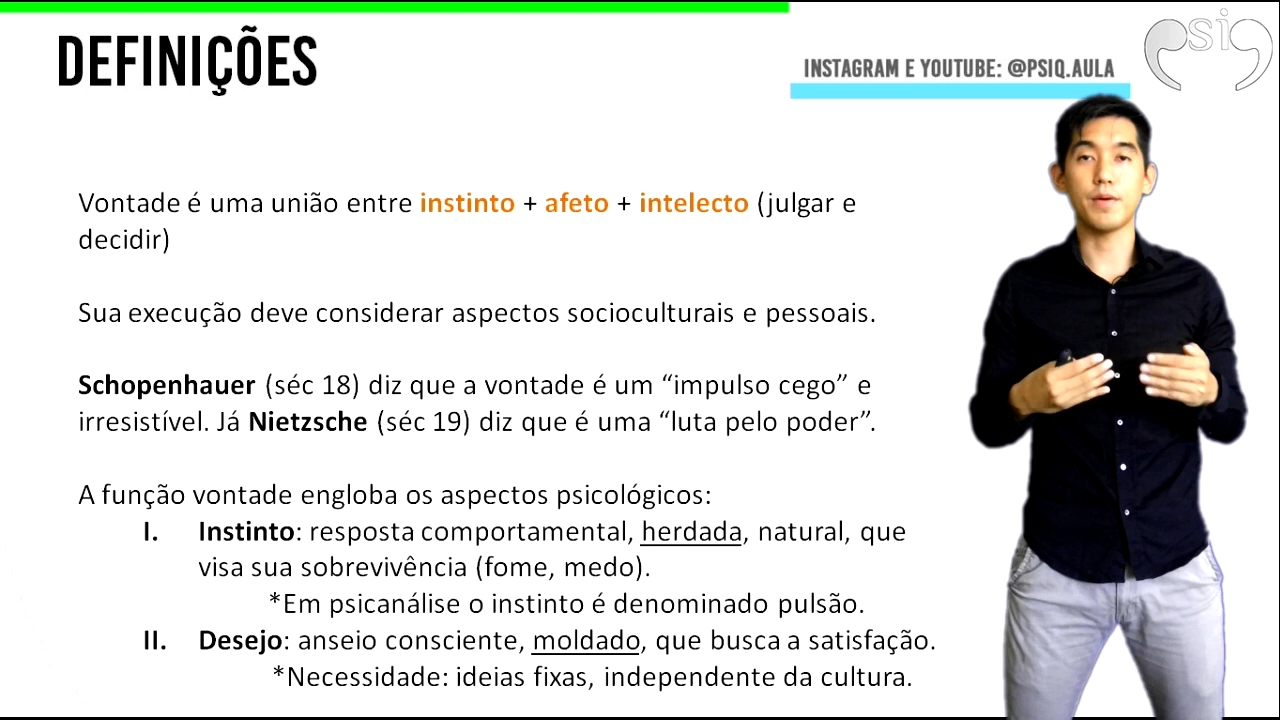 DEFINIÇÕES
INSTAGRAM E YOUTUBE: @PSIQ.AULA
psiq
Vontade é uma união entre instinto + afeto + intelecto (julgar e
decidir)
Sua execução deve considerar aspectos socioculturais e pessoais.
Schopenhauer (séc 18) diz que a vontade é um “impulso cego” e
irresistível. Já Nietzsche (séc 19) diz que é uma “luta pelo poder”.
A função vontade engloba os aspectos psicológicos:
I. Instinto: resposta comportamental, herdada, natural, que
visa sua sobrevivência (fome, medo).
*Em psicanálise o instinto é denominado pulsão.
II. Desejo: anseio consciente, moldado, que busca a satisfação.
*Necessidade: ideias fixas, independente da cultura.